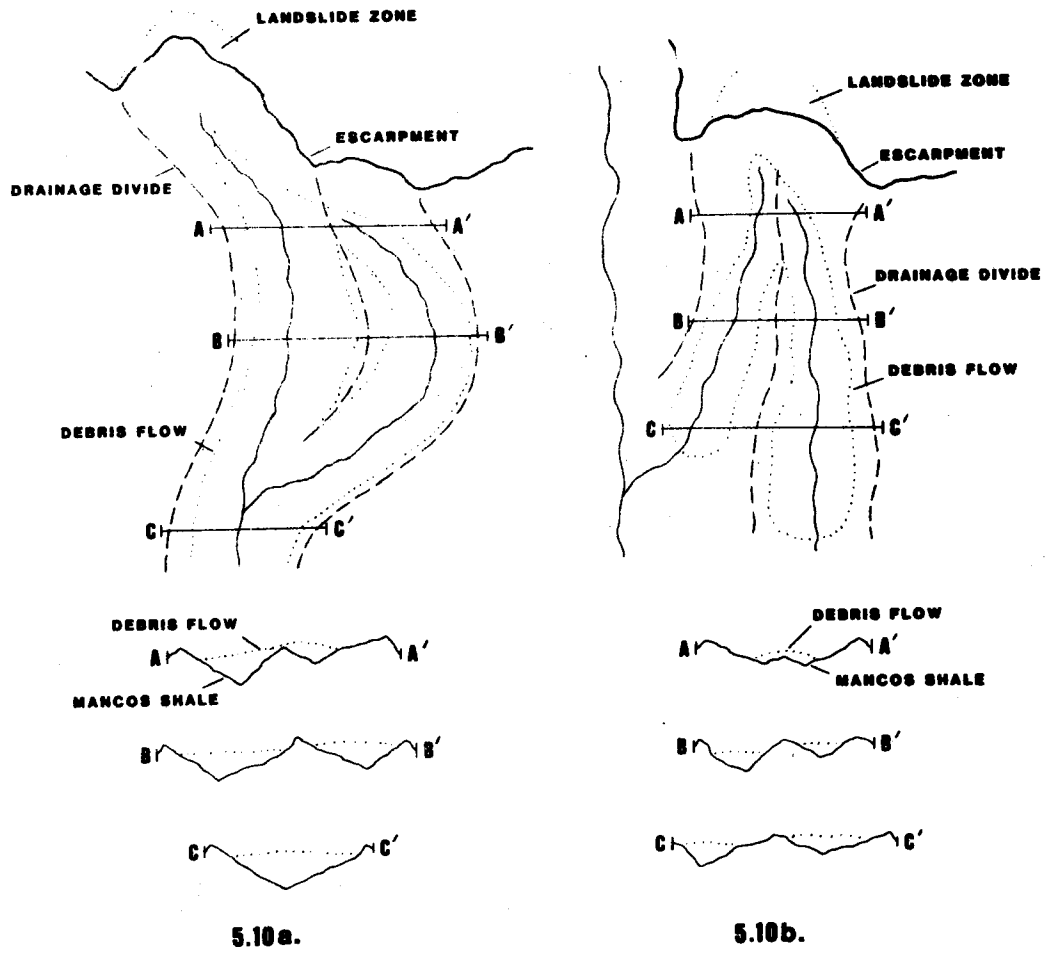 LANDSLIDE ZONE
ESCARPMENT
DRAINAGE DIVIDE
A A′
B B′
DEBRIS FLOW
C C′
DEBRIS FLOW
A A′
MANCOS SHALE
B B′
C C′
5.10a.
LANDSLIDE ZONE
ESCARPMENT
A A′
DRAINAGE DIVIDE
B B′
DEBRIS FLOW
C C′
DEBRIS FLOW
A A′
MANCOS SHALE
B B′
C C′
5.10b.